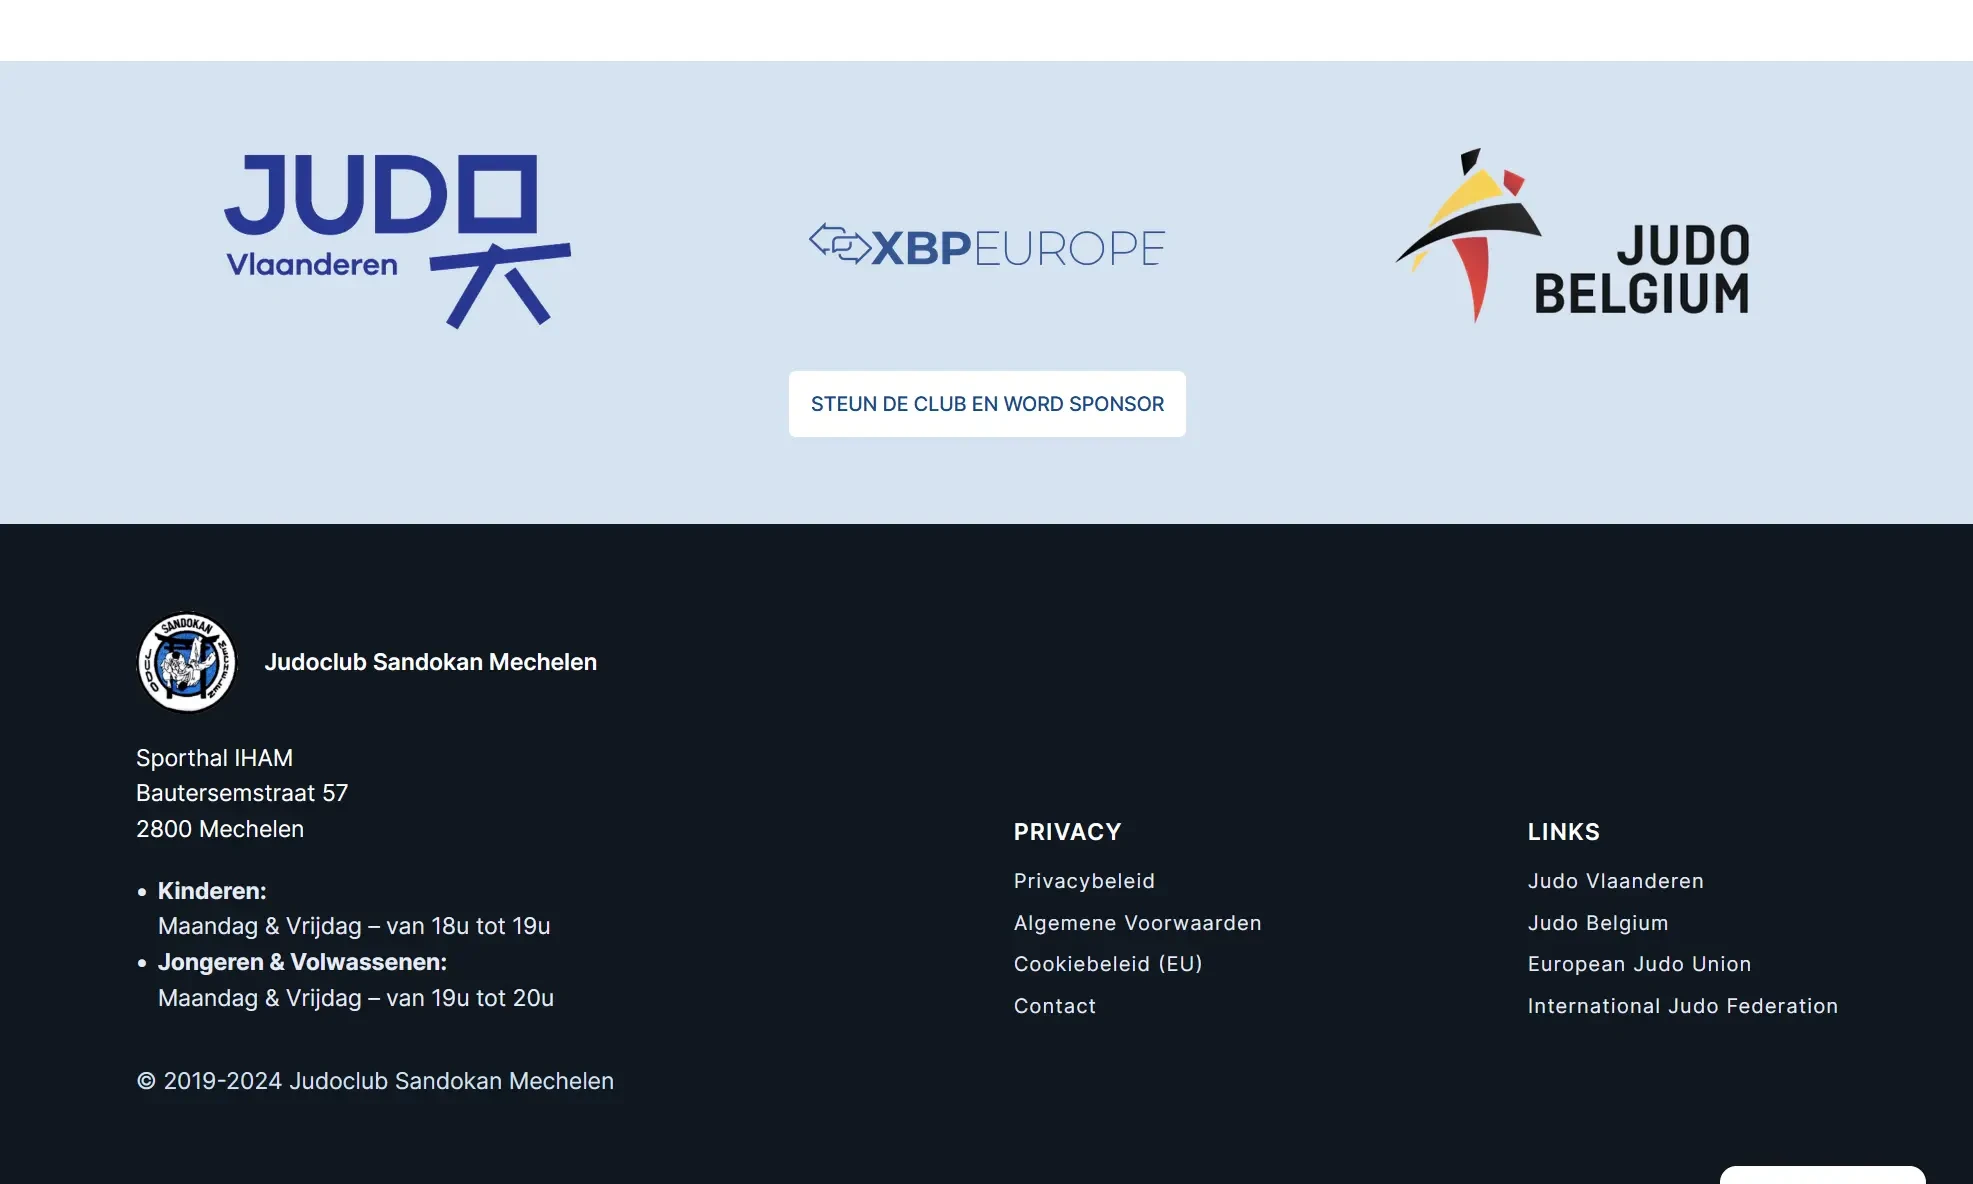 JUDO
Vlaanderen
XBPEUROPE
JUDO
BELGIUM
STEUN DE CLUB EN WORD SPONSOR
SANDOKAN
JUDO
MECHELEN
Judoclub Sandokan Mechelen
Sporthal IHAM
Bautersemstraat 57
2800 Mechelen
• Kinderen:
Maandag & Vrijdag – van 18u tot 19u
• Jongeren & Volwassenen:
Maandag & Vrijdag – van 19u tot 20u
© 2019-2024 Judoclub Sandokan Mechelen
PRIVACY
Privacybeleid
Algemene Voorwaarden
Cookiebeleid (EU)
Contact
LINKS
Judo Vlaanderen
Judo Belgium
European Judo Union
International Judo Federation